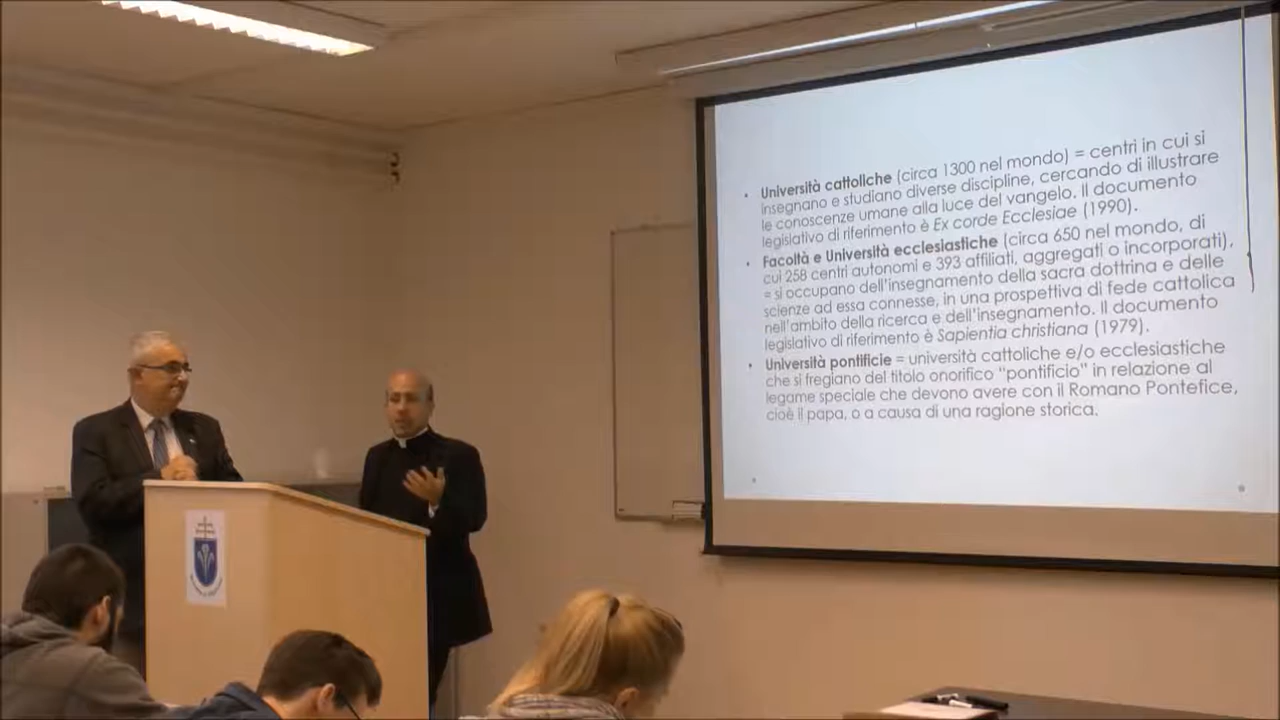 • Università cattoliche (circa 1300 nel mondo) = centri in cui si
insegnano e studiano diverse discipline, cercando di illustrare
le conoscenze umane alla luce del vangelo. Il documento
legislativo di riferimento è Ex corde Ecclesiae (1990).
• Facoltà e Università ecclesiastiche (circa 650 nel mondo, di
cui 258 centri autonomi e 393 affiliati, aggregati o incorporati),
= si occupano dell'insegnamento della sacra dottrina e delle
scienze ad essa connesse, in una prospettiva di fede cattolica
nell'ambito della ricerca e dell'insegnamento. Il documento
legislativo di riferimento è Sapientia christiana (1979).
• Università pontificie = università cattoliche e/o ecclesiastiche
che si fregiano del titolo onorifico "pontificio" in relazione al
legame speciale che devono avere con il Romano Pontefice,
cioè il papa, o a causa di una ragione storica.